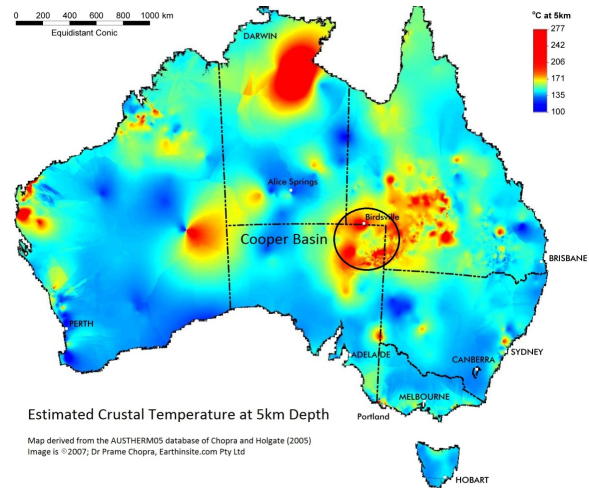 0 200 400 600 800 1000 km
Equidistant Conic
°C at 5km
277
242
206
171
135
100
DARWIN
Alice Springs
Birdsville
Cooper Basin
BRISBANE
PERTH
ADELAIDE
SYDNEY
CANBERRA
MELBOURNE
Portland
HOBART
Estimated Crustal Temperature at 5km Depth
Map derived from the AUSTHERM05 database of Chopra and Holgate (2005)
Image is ©2007; Dr Prame Chopra, Earthinsite.com Pty Ltd